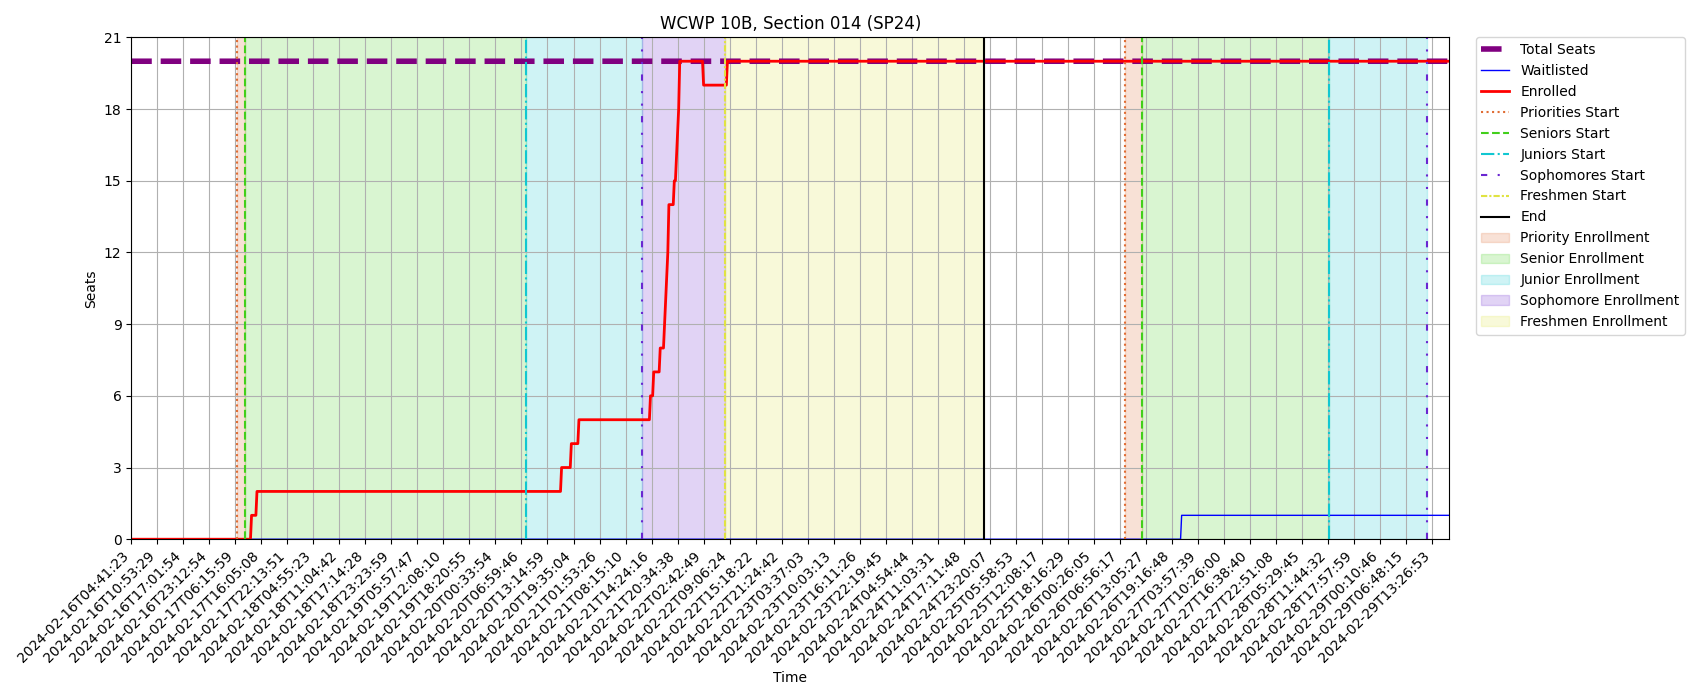 WCWP 10B, Section 014 (SP24)
21
18
15
12
9
6
3
0
Seats
2024-02-16T04:41:23
2024-02-16T10:53:29
2024-02-16T17:01:54
2024-02-16T23:12:54
2024-02-17T06:15:59
2024-02-17T16:05:08
2024-02-17T22:13:51
2024-02-18T04:55:23
2024-02-18T11:04:42
2024-02-18T17:14:28
2024-02-18T23:23:59
2024-02-19T05:57:47
2024-02-19T12:08:10
2024-02-19T18:20:55
2024-02-20T00:33:54
2024-02-20T06:59:46
2024-02-20T13:14:59
2024-02-20T19:35:04
2024-02-21T01:53:26
2024-02-21T08:15:10
2024-02-21T14:24:16
2024-02-21T20:34:38
2024-02-22T02:42:49
2024-02-22T09:06:24
2024-02-22T15:18:22
2024-02-22T21:24:42
2024-02-23T03:37:03
2024-02-23T10:03:13
2024-02-23T16:11:26
2024-02-23T22:19:45
2024-02-24T04:54:44
2024-02-24T11:03:31
2024-02-24T17:11:48
2024-02-24T23:20:07
2024-02-25T05:58:53
2024-02-25T12:08:17
2024-02-25T18:16:29
2024-02-26T00:26:05
2024-02-26T06:56:17
2024-02-26T13:05:27
2024-02-26T19:16:48
2024-02-27T03:57:39
2024-02-27T10:26:00
2024-02-27T16:38:40
2024-02-27T22:51:08
2024-02-28T05:29:45
2024-02-28T11:44:32
2024-02-28T17:57:59
2024-02-29T00:10:46
2024-02-29T06:48:15
2024-02-29T13:26:53
Time
Total Seats
Waitlisted
Enrolled
Priorities Start
Seniors Start
Juniors Start
Sophomores Start
Freshmen Start
End
Priority Enrollment
Senior Enrollment
Junior Enrollment
Sophomore Enrollment
Freshmen Enrollment